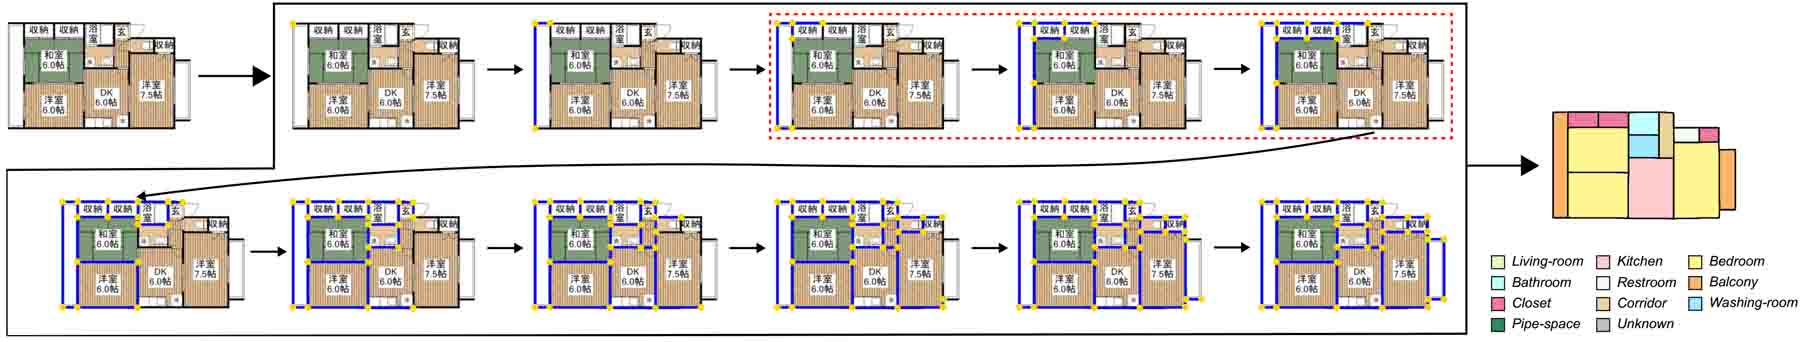 収納 収納 浴室 玄
収納
和室
6.0帖
洋室
7.5帖
洋室
6.0帖
DK
6.0帖
収納 収納 浴室 玄
収納
和室
6.0帖
洋室
7.5帖
洋室
6.0帖
DK
6.0帖
収納 収納 浴室 玄
収納
和室
6.0帖
洋室
7.5帖
洋室
6.0帖
DK
6.0帖
収納 収納 浴室 玄
収納
和室
6.0帖
洋室
7.5帖
洋室
6.0帖
DK
6.0帖
収納 収納 浴室 玄
収納
和室
6.0帖
洋室
7.5帖
洋室
6.0帖
DK
6.0帖
収納 収納 浴室 玄
収納
和室
6.0帖
洋室
7.5帖
洋室
6.0帖
DK
6.0帖
収納 収納 浴室 玄
収納
和室
6.0帖
洋室
7.5帖
洋室
6.0帖
DK
6.0帖
収納 収納 浴室 玄
収納
和室
6.0帖
洋室
7.5帖
洋室
6.0帖
DK
6.0帖
収納 収納 浴室 玄
収納
和室
6.0帖
洋室
7.5帖
洋室
6.0帖
DK
6.0帖
収納 収納 浴室 玄
収納
和室
6.0帖
洋室
7.5帖
洋室
6.0帖
DK
6.0帖
収納 収納 浴室 玄
収納
和室
6.0帖
洋室
7.5帖
洋室
6.0帖
DK
6.0帖
収納 収納 浴室 玄
収納
和室
6.0帖
洋室
7.5帖
洋室
6.0帖
DK
6.0帖
Living-room Kitchen Bedroom
Bathroom Restroom Balcony
Closet Corridor Washing-room
Pipe-space Unknown